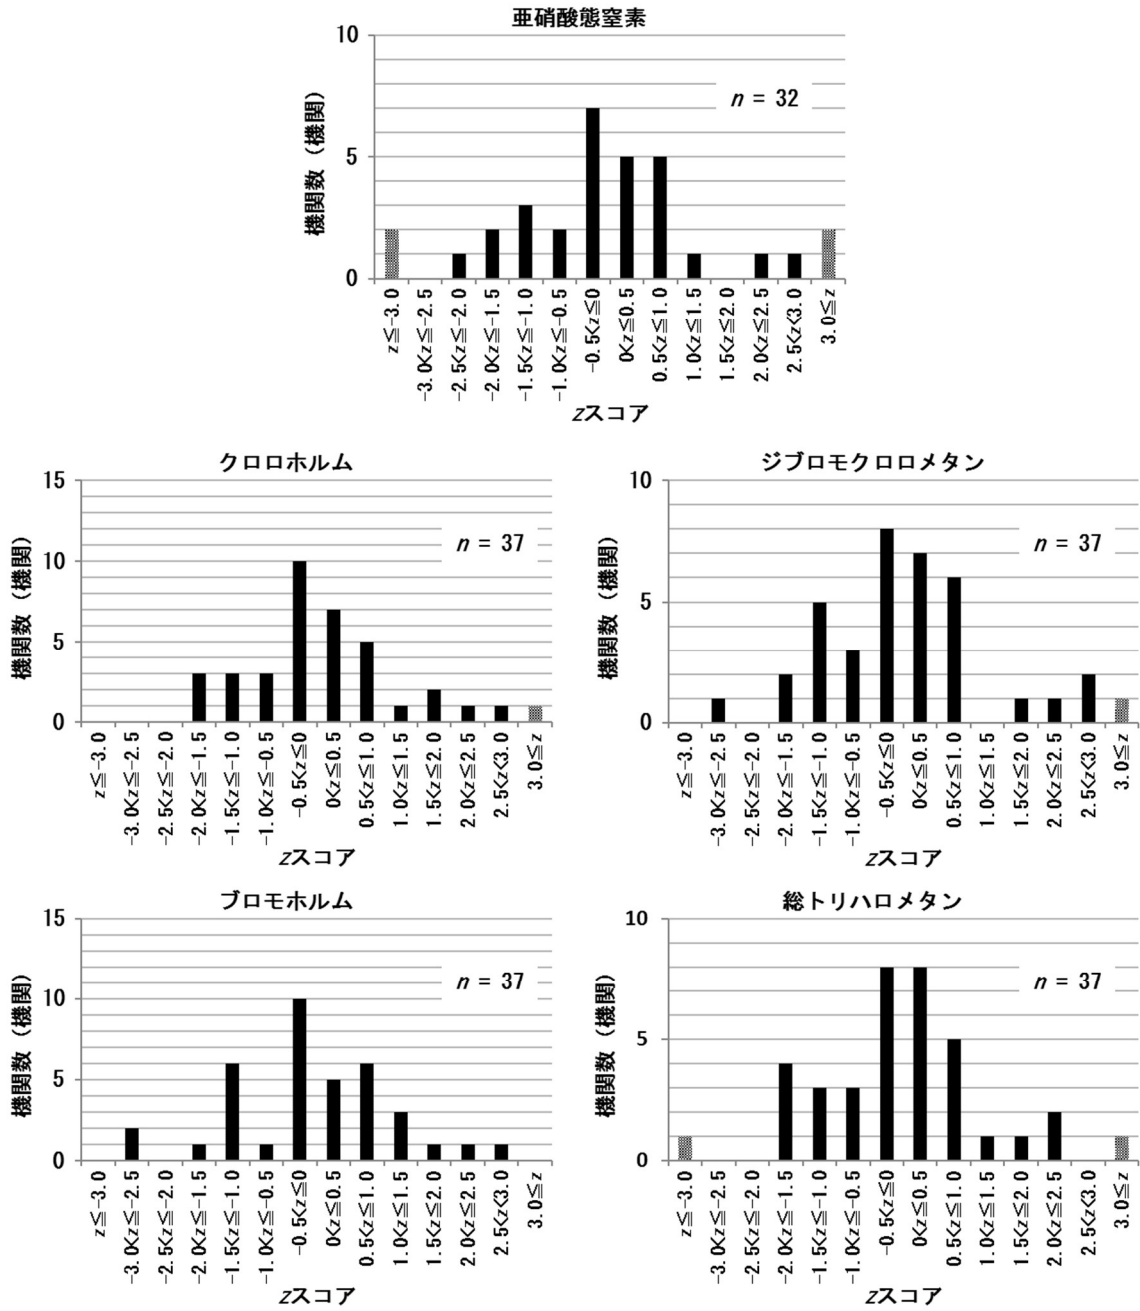 亜硝酸態窒素
10
5
0
機関数（機関）
n = 32
z≦-3.0
-3.0<z≦-2.5
-2.5<z≦-2.0
-2.0<z≦-1.5
-1.5<z≦-1.0
-1.0<z≦-0.5
-0.5<z≦0
0<z≦0.5
0.5<z≦1.0
1.0<z≦1.5
1.5<z≦2.0
2.0<z≦2.5
2.5<z<3.0
3.0≦z
zスコア
クロロホルム
15
10
5
0
機関数（機関）
n = 37
z≦-3.0
-3.0<z≦-2.5
-2.5<z≦-2.0
-2.0<z≦-1.5
-1.5<z≦-1.0
-1.0<z≦-0.5
-0.5<z≦0
0<z≦0.5
0.5<z≦1.0
1.0<z≦1.5
1.5<z≦2.0
2.0<z≦2.5
2.5<z<3.0
3.0≦z
zスコア
ジブロモクロロメタン
10
5
0
機関数（機関）
n = 37
z≦-3.0
-3.0<z≦-2.5
-2.5<z≦-2.0
-2.0<z≦-1.5
-1.5<z≦-1.0
-1.0<z≦-0.5
-0.5<z≦0
0<z≦0.5
0.5<z≦1.0
1.0<z≦1.5
1.5<z≦2.0
2.0<z≦2.5
2.5<z<3.0
3.0≦z
zスコア
ブロモホルム
15
10
5
0
機関数（機関）
n = 37
z≦-3.0
-3.0<z≦-2.5
-2.5<z≦-2.0
-2.0<z≦-1.5
-1.5<z≦-1.0
-1.0<z≦-0.5
-0.5<z≦0
0<z≦0.5
0.5<z≦1.0
1.0<z≦1.5
1.5<z≦2.0
2.0<z≦2.5
2.5<z<3.0
3.0≦z
zスコア
総トリハロメタン
10
5
0
機関数（機関）
n = 37
z≦-3.0
-3.0<z≦-2.5
-2.5<z≦-2.0
-2.0<z≦-1.5
-1.5<z≦-1.0
-1.0<z≦-0.5
-0.5<z≦0
0<z≦0.5
0.5<z≦1.0
1.0<z≦1.5
1.5<z≦2.0
2.0<z≦2.5
2.5<z<3.0
3.0≦z
zスコア